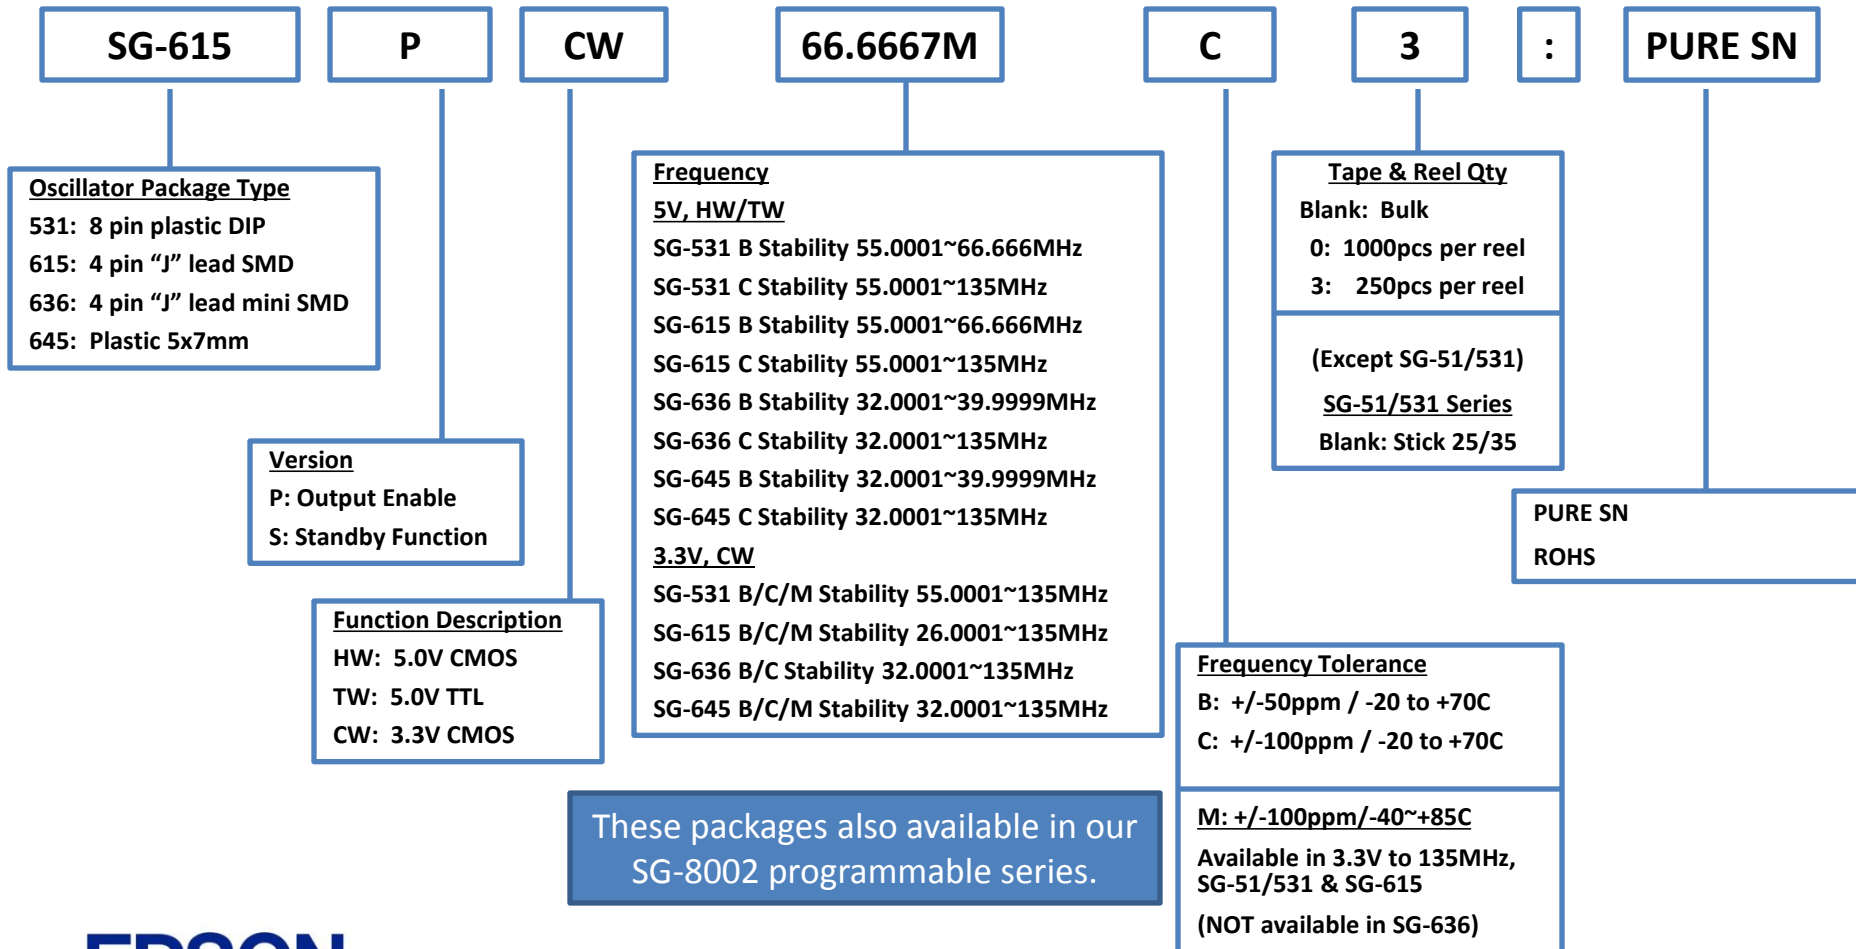 SG-615 P CW 66.6667M C 3 : PURE SN
Oscillator Package Type
531: 8 pin plastic DIP
615: 4 pin “J” lead SMD
636: 4 pin “J” lead mini SMD
645: Plastic 5x7mm
Version
P: Output Enable
S: Standby Function
Function Description
HW: 5.0V CMOS
TW: 5.0V TTL
CW: 3.3V CMOS
Frequency
5V, HW/TW
SG-531 B Stability 55.0001~66.666MHz
SG-531 C Stability 55.0001~135MHz
SG-615 B Stability 55.0001~66.666MHz
SG-615 C Stability 55.0001~135MHz
SG-636 B Stability 32.0001~39.9999MHz
SG-636 C Stability 32.0001~135MHz
SG-645 B Stability 32.0001~39.9999MHz
SG-645 C Stability 32.0001~135MHz
3.3V, CW
SG-531 B/C/M Stability 55.0001~135MHz
SG-615 B/C/M Stability 26.0001~135MHz
SG-636 B/C Stability 32.0001~135MHz
SG-645 B/C/M Stability 32.0001~135MHz
Tape & Reel Qty
Blank: Bulk
0: 1000pcs per reel
3: 250pcs per reel
(Except SG-51/531)
SG-51/531 Series
Blank: Stick 25/35
PURE SN
ROHS
Frequency Tolerance
B: +/-50ppm / -20 to +70C
C: +/-100ppm / -20 to +70C
M: +/-100ppm/-40~+85C
Available in 3.3V to 135MHz,
SG-51/531 & SG-615
(NOT available in SG-636)
These packages also available in our
SG-8002 programmable series.
EPSON